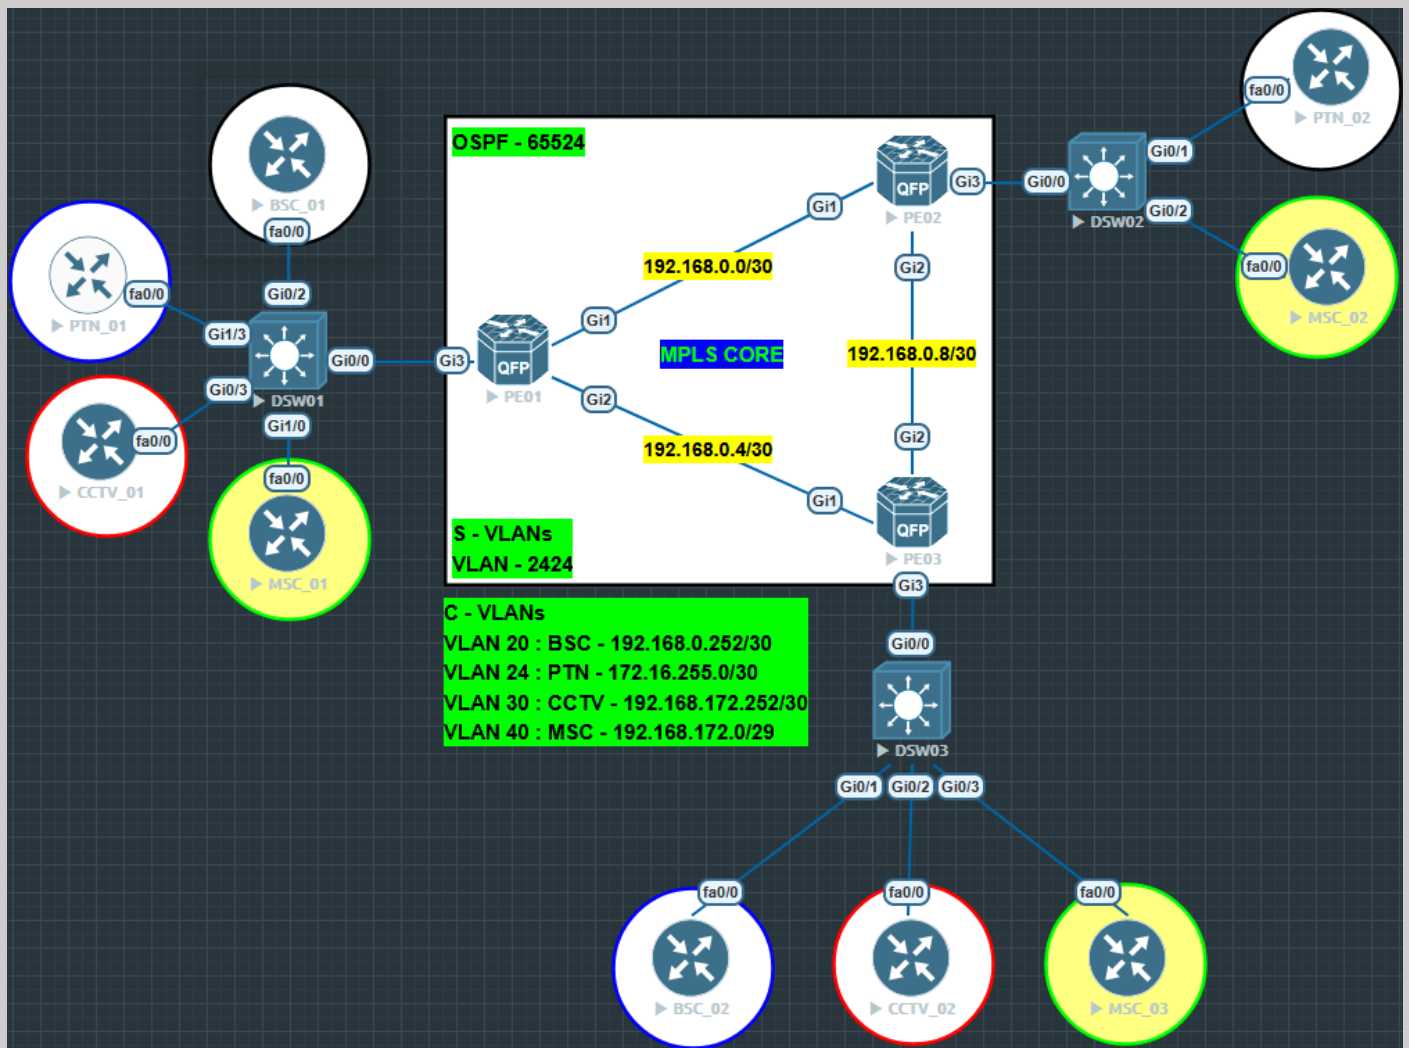 fa0/0
PTN_02
BSC_01
fa0/0
OSPF - 65524
QFP
PE02
Gi3
Gi0/0
Gi0/1
DSW02
Gi0/2
fa0/0
MSC_02
Gi1
192.168.0.0/30
Gi2
fa0/0
PTN_01
Gi0/2
Gi1/3
DSW01
Gi0/0
Gi3
QFP
PE01
Gi1
Gi2
MPLS CORE
192.168.0.8/30
Gi0/3
fa0/0
CCTV_01
Gi1/0
fa0/0
MSC_01
192.168.0.4/30
Gi2
Gi1
QFP
PE03
Gi3
S - VLANs
VLAN - 2424
C - VLANs
VLAN 20 : BSC - 192.168.0.252/30
VLAN 24 : PTN - 172.16.255.0/30
VLAN 30 : CCTV - 192.168.172.252/30
VLAN 40 : MSC - 192.168.172.0/29
Gi0/0
DSW03
Gi0/1
Gi0/2
Gi0/3
fa0/0
fa0/0
fa0/0
BSC_02
CCTV_02
MSC_03